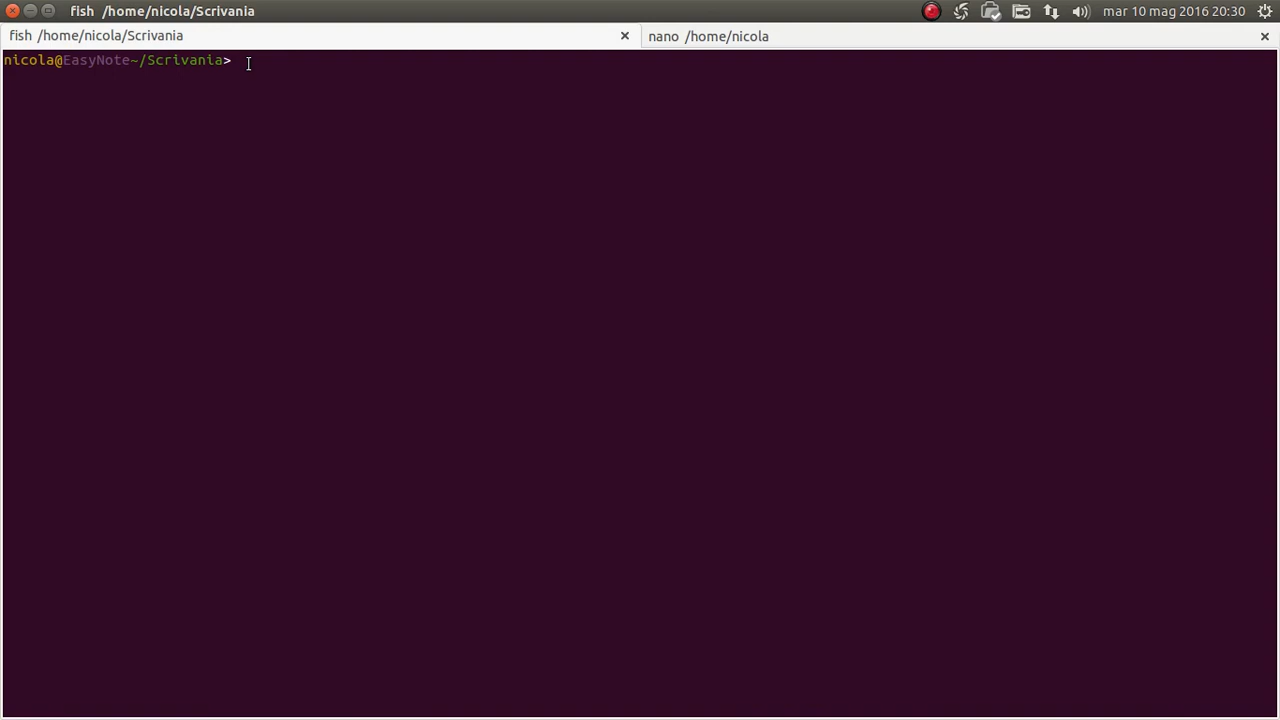 fish /home/nicola/Scrivania
mar 10 mag 2016 20:30
fish /home/nicola/Scrivania
nano /home/nicola
nicola@EasyNote~/Scrivania>